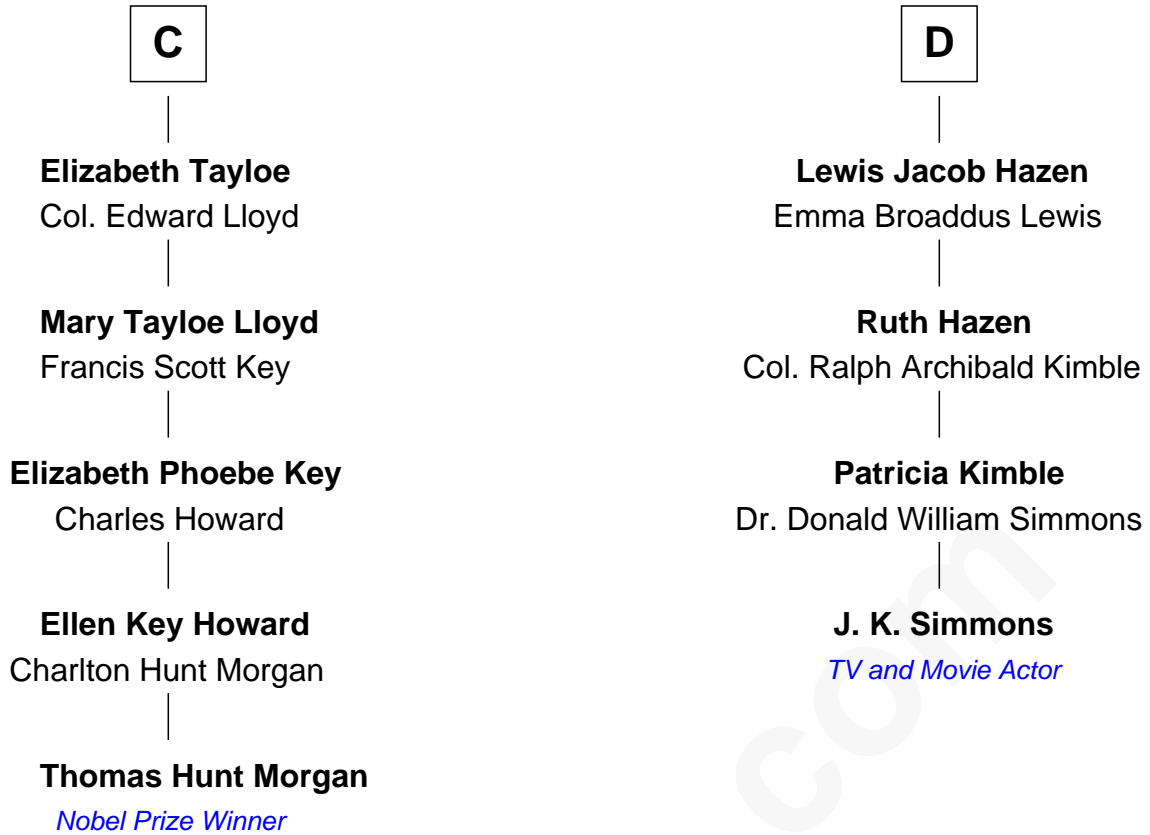 C
Elizabeth Tayloe
Col. Edward Lloyd
Mary Tayloe Lloyd
Francis Scott Key
Elizabeth Phoebe Key
Charles Howard
Ellen Key Howard
Charlton Hunt Morgan
Thomas Hunt Morgan
Nobel Prize Winner
D
Lewis Jacob Hazen
Emma Broaddus Lewis
Ruth Hazen
Col. Ralph Archibald Kimble
Patricia Kimble
Dr. Donald William Simmons
J. K. Simmons
TV and Movie Actor
com